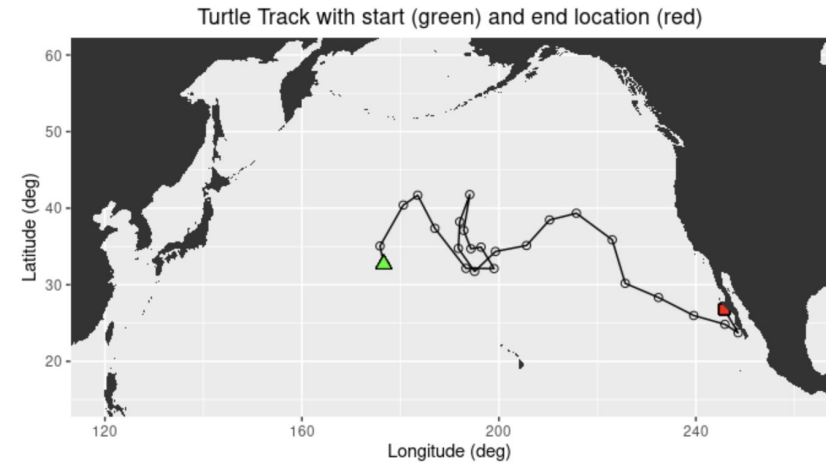 Turtle Track with start (green) and end location (red)
60
50
40
30
20
Latitude (deg)
120 160 200 240
Longitude (deg)